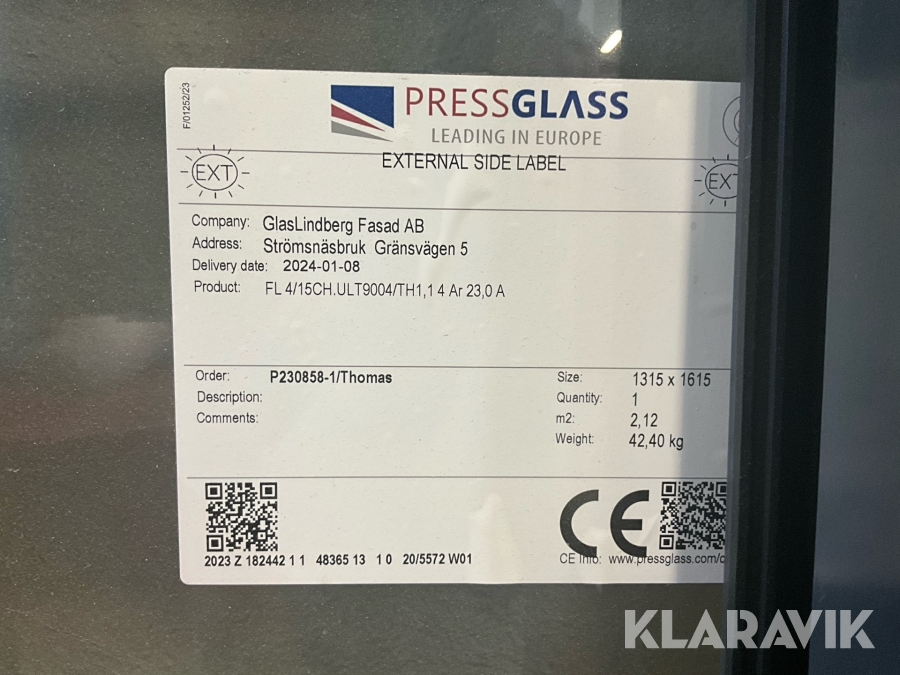 F/01252/23
PRESSGLASS
LEADING IN EUROPE
EXTERNAL SIDE LABEL
EXT
EXT
Company: GlasLindberg Fasad AB
Address: Strömsnäsbruk Gränsvägen 5
Delivery date: 2024-01-08
Product: FL 4/15CH.ULT9004/TH1,1 4 Ar 23,0 A
Order: P230858-1/Thomas
Size: 1315 x 1615
Description:
Quantity: 1
Comments:
m2: 2,12
Weight: 42,40 kg
CE
2023 Z 182442 1 1 48365 13 1 0 20/5572 W01
CE info: www.pressglass.com/c
KLARAVIK